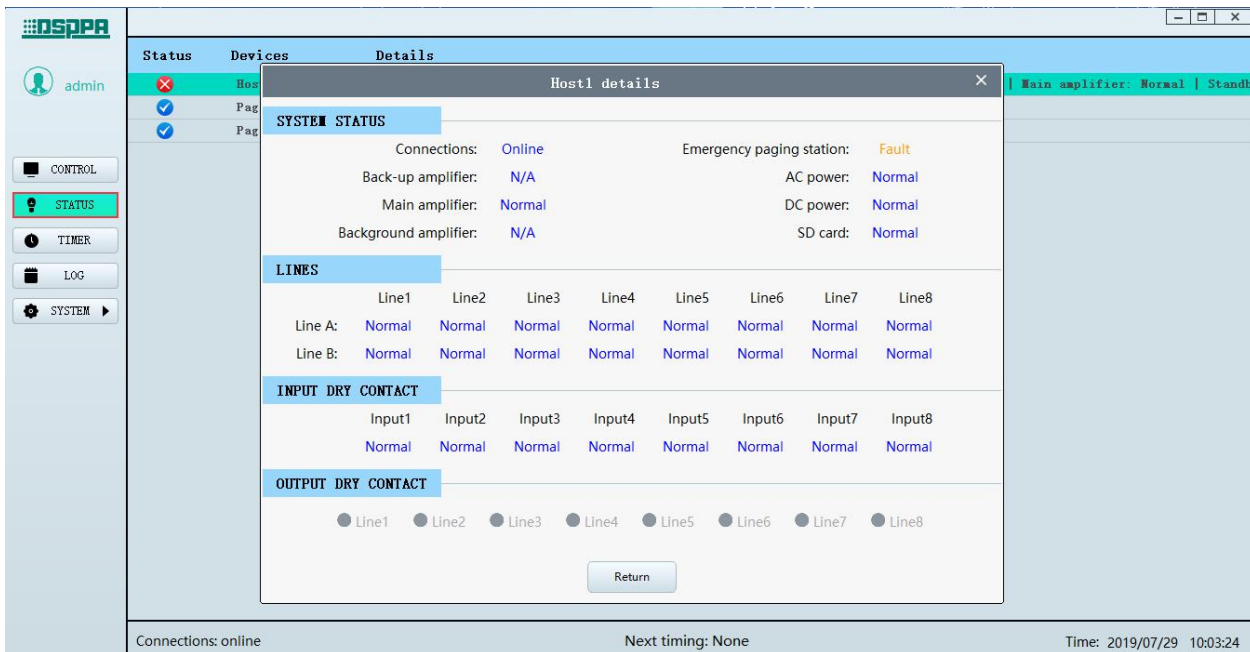 DSPPA
Status Devices Details
admin
Hos | Main amplifier: Normal | Standb
Pag
Pag
CONTROL
STATUS
TIMER
LOG
SYSTEM
Host1 details
SYSTEM STATUS
Connections: Online Emergency paging station: Fault
Back-up amplifier: N/A AC power: Normal
Main amplifier: Normal DC power: Normal
Background amplifier: N/A SD card: Normal
LINES
Line1 Line2 Line3 Line4 Line5 Line6 Line7 Line8
Line A: Normal Normal Normal Normal Normal Normal Normal Normal
Line B: Normal Normal Normal Normal Normal Normal Normal Normal
INPUT DRY CONTACT
Input1 Input2 Input3 Input4 Input5 Input6 Input7 Input8
Normal Normal Normal Normal Normal Normal Normal Normal
OUTPUT DRY CONTACT
Line1 Line2 Line3 Line4 Line5 Line6 Line7 Line8
Return
Connections: online Next timing: None Time: 2019/07/29 10:03:24